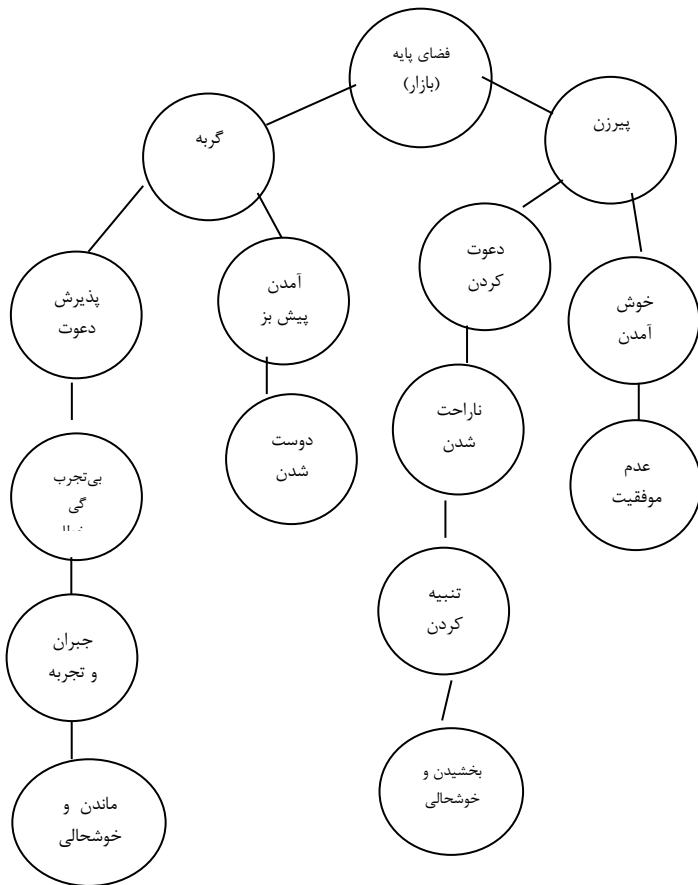 فضای پایه
(بازار)
پیرزن
گربه
دعوت
کردن
آمدن
پیش بز
پذیرش
دعوت
خوش
آمدن
ناراحت
شدن
دوست
شدن
عدم
موفقیت
بی‌تجرب
گی
تنبیه
کردن
جبران
و تجربه
بخشیدن و
خوشحالی
ماندن و
خوشحالی